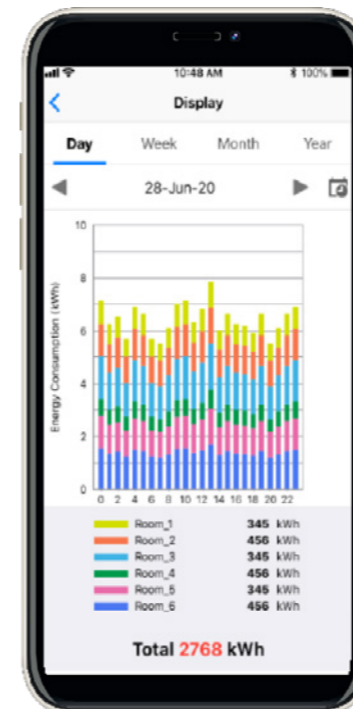 10:48 AM
100%
Display
Day Week Month Year
28-Jun-20
Energy Consumption (kWh)
10
8
6
4
2
0
0 2 4 6 8 10 12 14 16 18 20 22
Room_1 345 kWh
Room_2 456 kWh
Room_3 345 kWh
Room_4 456 kWh
Room_5 345 kWh
Room_6 456 kWh
Total 2768 kWh